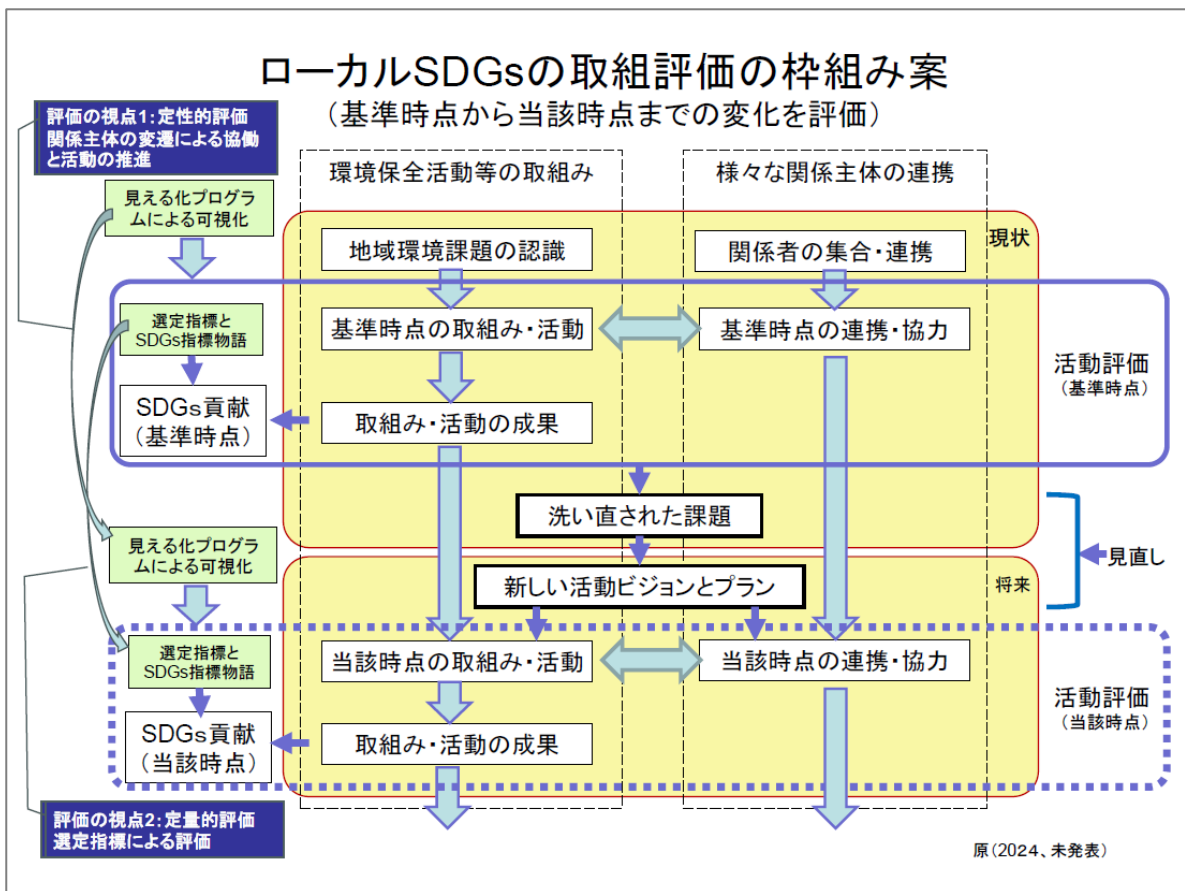 ローカルSDGsの取組評価の枠組み案
（基準時点から当該時点までの変化を評価）
評価の視点1：定性的評価
関係主体の変遷による協働
と活動の推進
環境保全活動等の取組み
様々な関係主体の連携
見える化プログラ
ムによる可視化
現状
地域環境課題の認識
関係者の集合・連携
選定指標と
SDGs指標物語
基準時点の取組み・活動
基準時点の連携・協力
活動評価
（基準時点）
SDGs貢献
（基準時点）
取組み・活動の成果
洗い直された課題
見える化プログラ
ムによる可視化
見直し
新しい活動ビジョンとプラン
将来
選定指標と
SDGs指標物語
当該時点の取組み・活動
当該時点の連携・協力
活動評価
（当該時点）
SDGs貢献
（当該時点）
取組み・活動の成果
評価の視点2：定量的評価
選定指標による評価
原（2024、未発表）